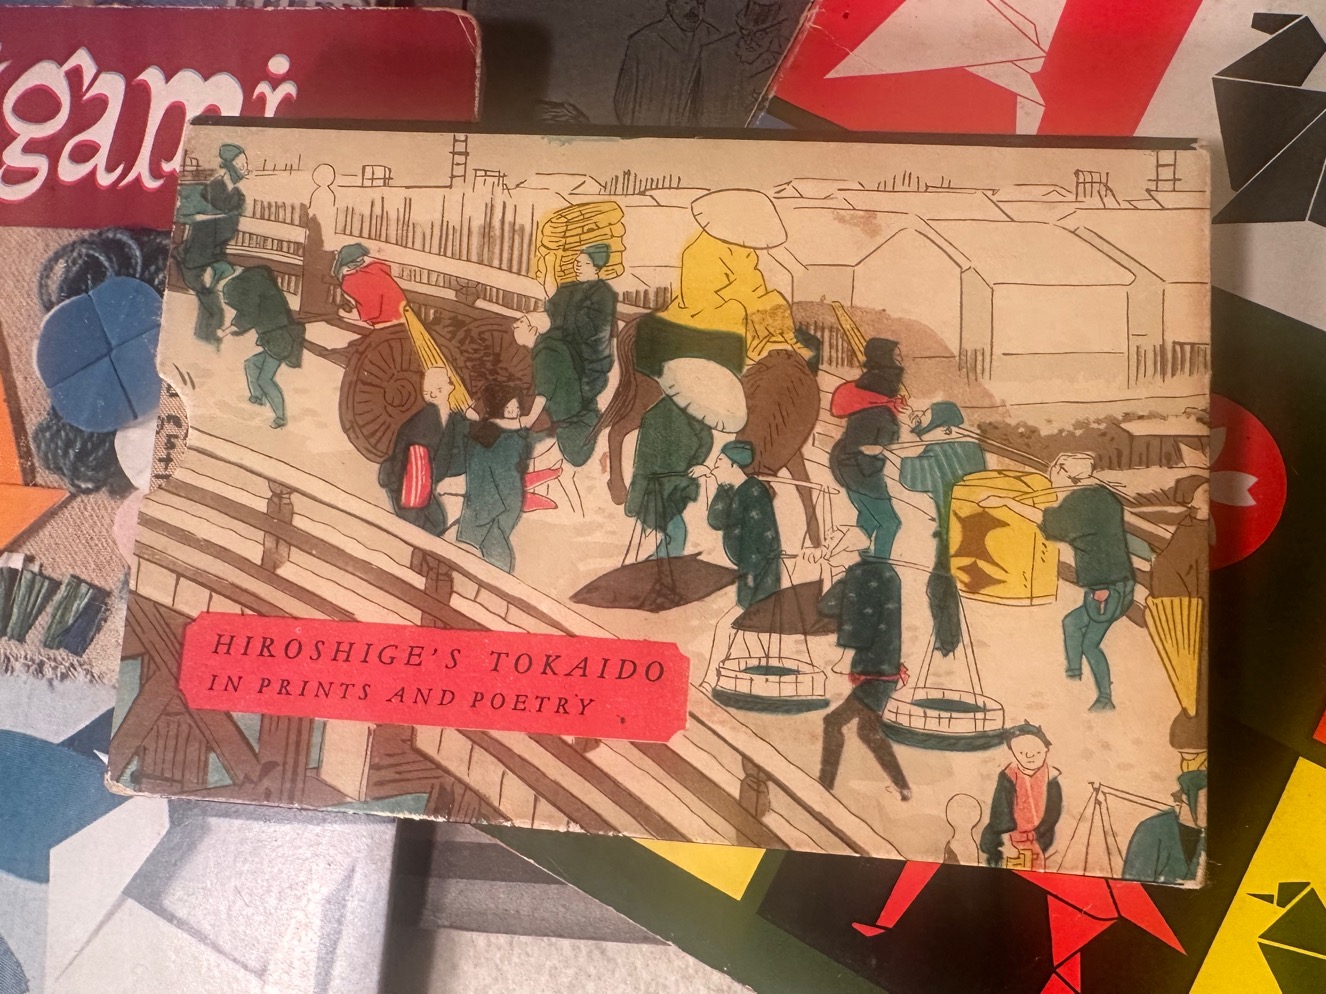 gami
HIROSHIGE'S TOKAIDO
IN PRINTS AND POETRY